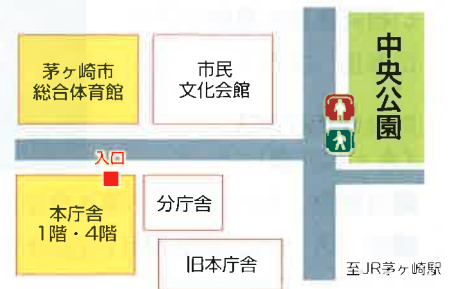 茅ヶ崎市
総合体育館
市民
文化会館
中央公園
入口
本庁舎
1階・4階
分庁舎
旧本庁舎
至JR茅ヶ崎駅